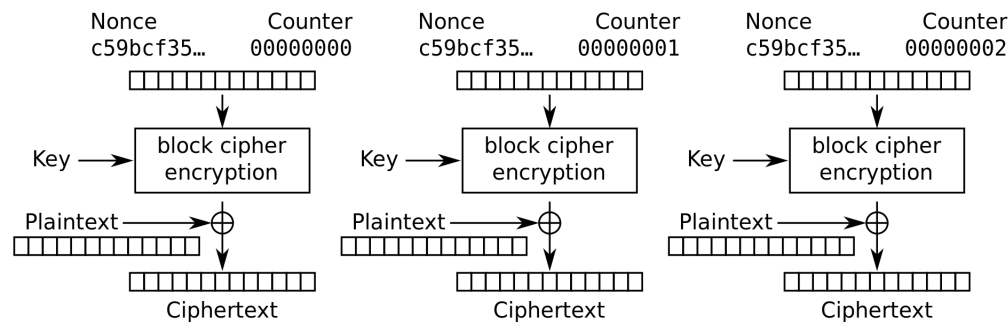 Nonce Counter Nonce Counter Nonce Counter
c59bcf35… 00000000 c59bcf35… 00000001 c59bcf35… 00000002
block cipher block cipher block cipher
Key Key Key
encryption encryption encryption
Plaintext Plaintext Plaintext
Ciphertext Ciphertext Ciphertext